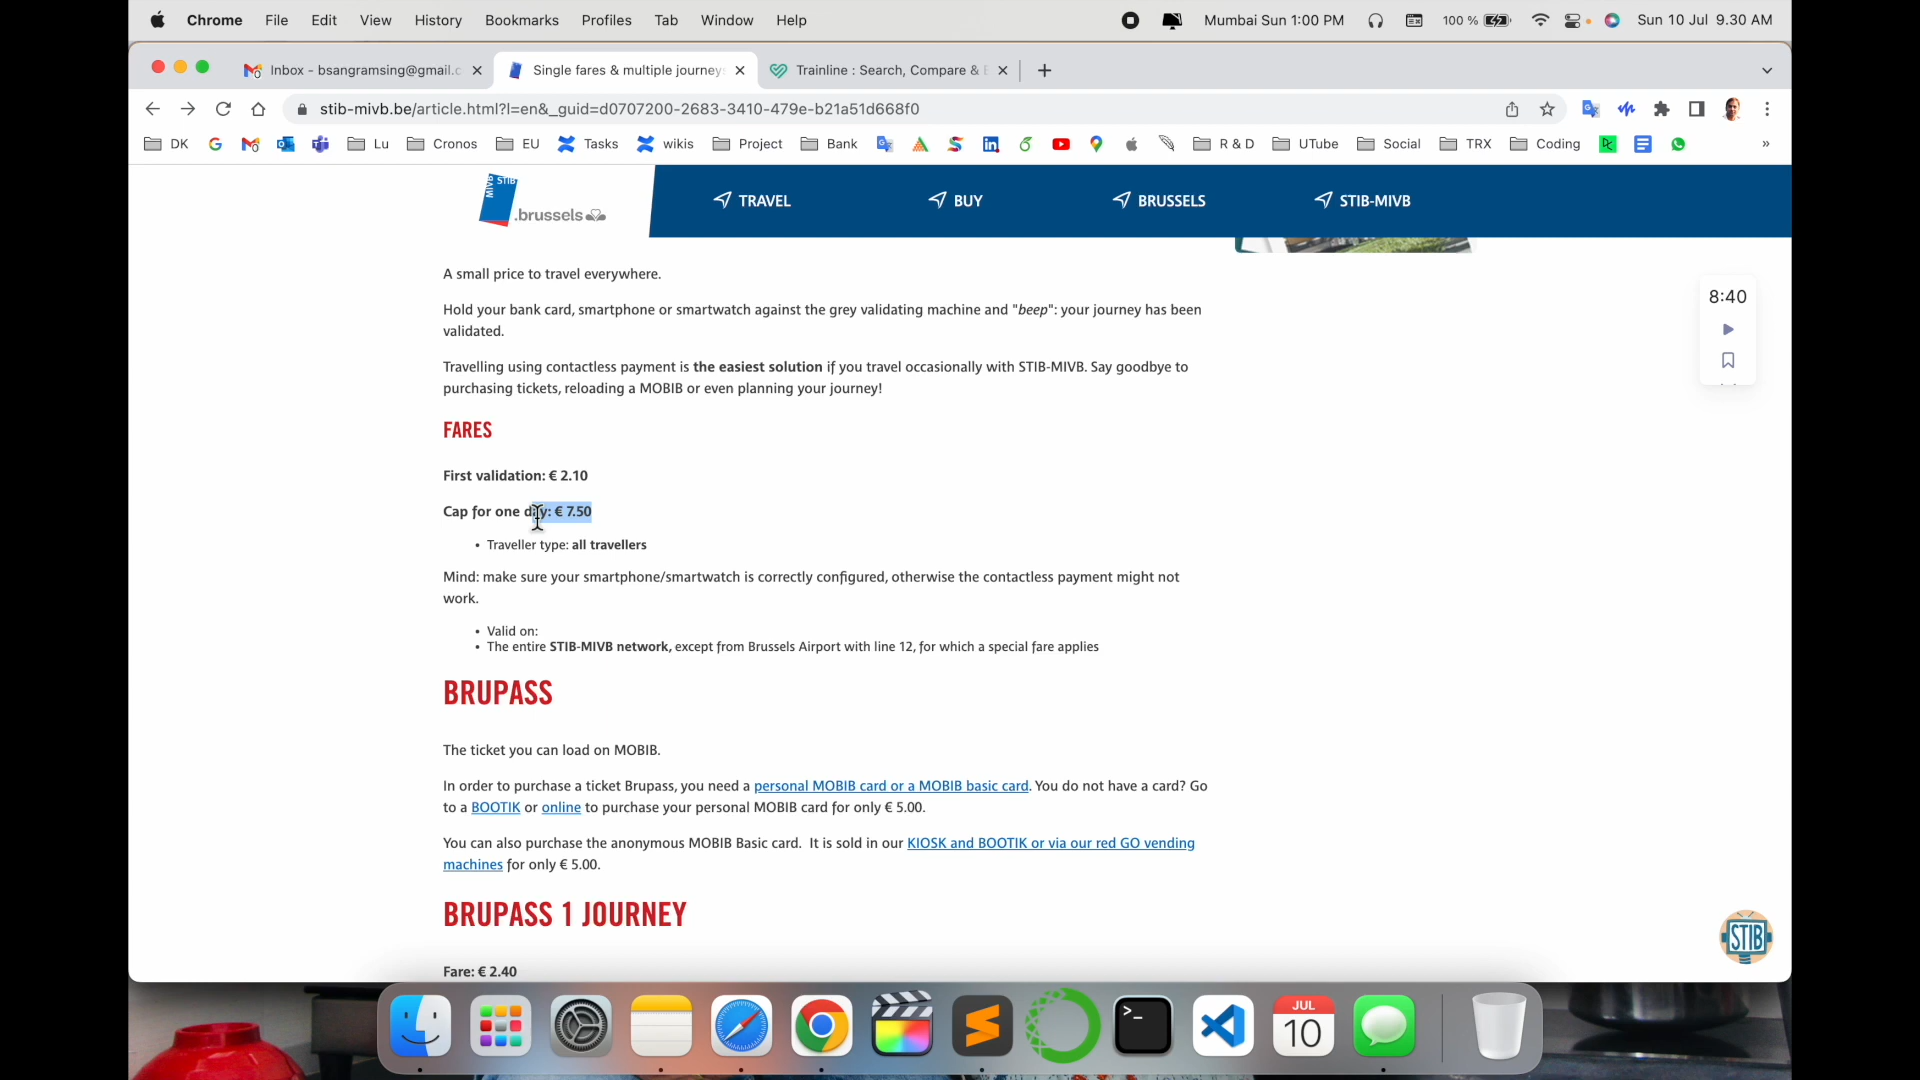 Chrome File Edit View History Bookmarks Profiles Tab Window Help Mumbai Sun 1:00 PM 100 % Sun 10 Jul 9.30 AM
Inbox - bsangramsing@gmail.c Single fares & multiple journey Trainline : Search, Compare &
stib-mivb.be/article.html?l=en&_guid=d0707200-2683-3410-479e-b21a51d668f0
DK Lu Cronos EU Tasks wikis Project Bank R & D UTube Social TRX Coding »
MIVB STIB
.brussels
TRAVEL BUY BRUSSELS STIB-MIVB
A small price to travel everywhere.
Hold your bank card, smartphone or smartwatch against the grey validating machine and "beep": your journey has been
validated.
Travelling using contactless payment is the easiest solution if you travel occasionally with STIB-MIVB. Say goodbye to
purchasing tickets, reloading a MOBIB or even planning your journey!
FARES
First validation: € 2.10
Cap for one day: € 7.50
• Traveller type: all travellers
Mind: make sure your smartphone/smartwatch is correctly configured, otherwise the contactless payment might not
work.
• Valid on:
• The entire STIB-MIVB network, except from Brussels Airport with line 12, for which a special fare applies
BRUPASS
The ticket you can load on MOBIB.
In order to purchase a ticket Brupass, you need a personal MOBIB card or a MOBIB basic card. You do not have a card? Go
to a BOOTIK or online to purchase your personal MOBIB card for only € 5.00.
You can also purchase the anonymous MOBIB Basic card. It is sold in our KIOSK and BOOTIK or via our red GO vending
machines for only € 5.00.
BRUPASS 1 JOURNEY
Fare: € 2.40
8:40
STIB
JUL
10